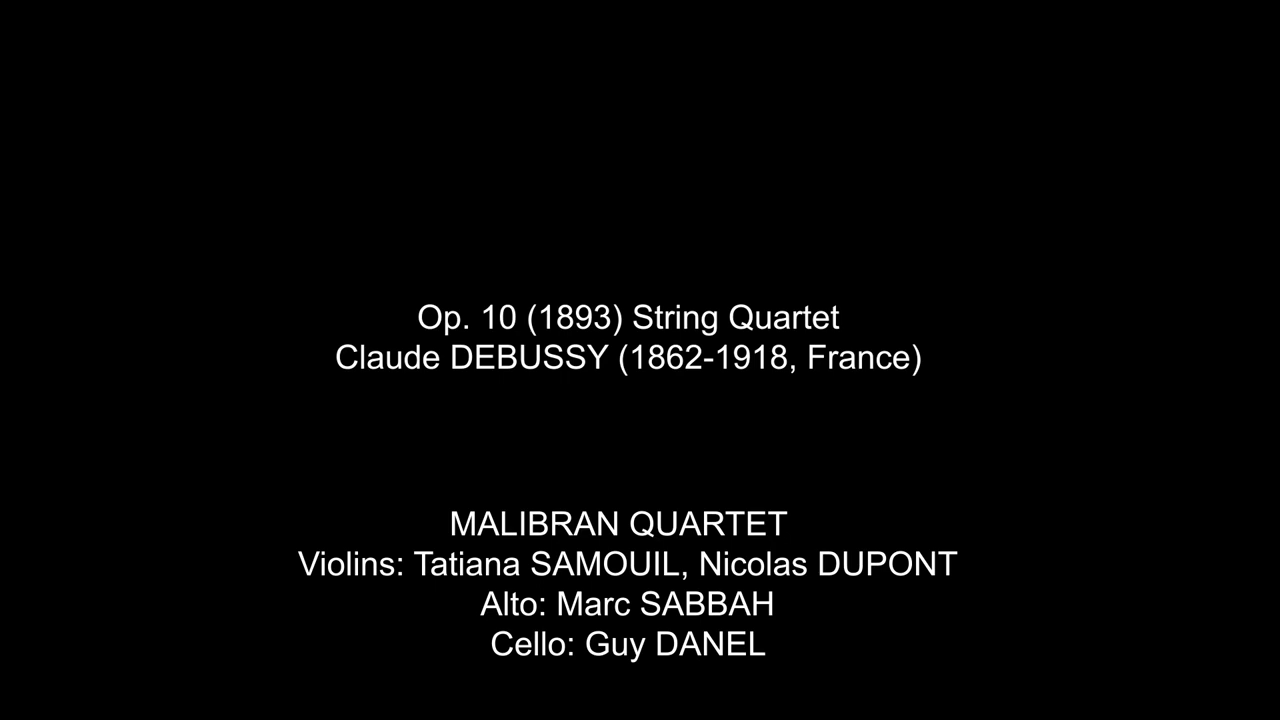 Op. 10 (1893) String Quartet
Claude DEBUSSY (1862-1918, France)
MALIBRAN QUARTET
Violins: Tatiana SAMOUIL, Nicolas DUPONT
Alto: Marc SABBAH
Cello: Guy DANEL